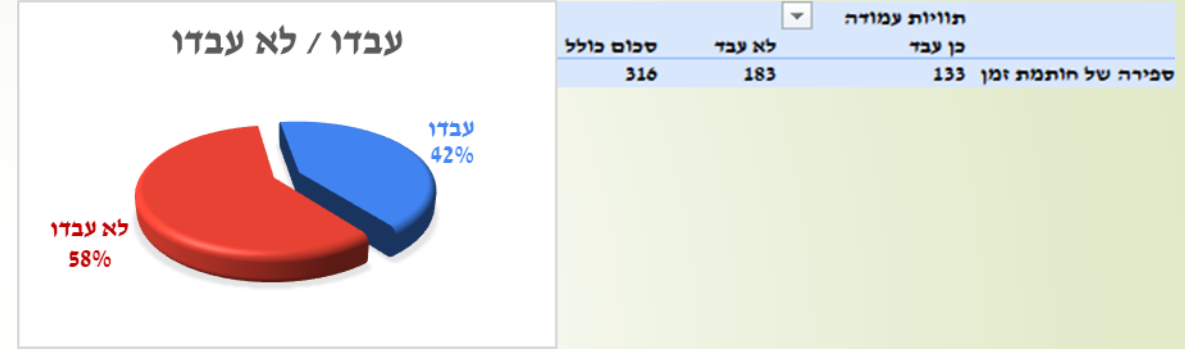 עבדו / לא עבדו
עבדו
42%
לא עבדו
58%
תוויות עמודה
כן עבד לא עבד סכום כולל
ספירה של חותמת זמן 133 183 316